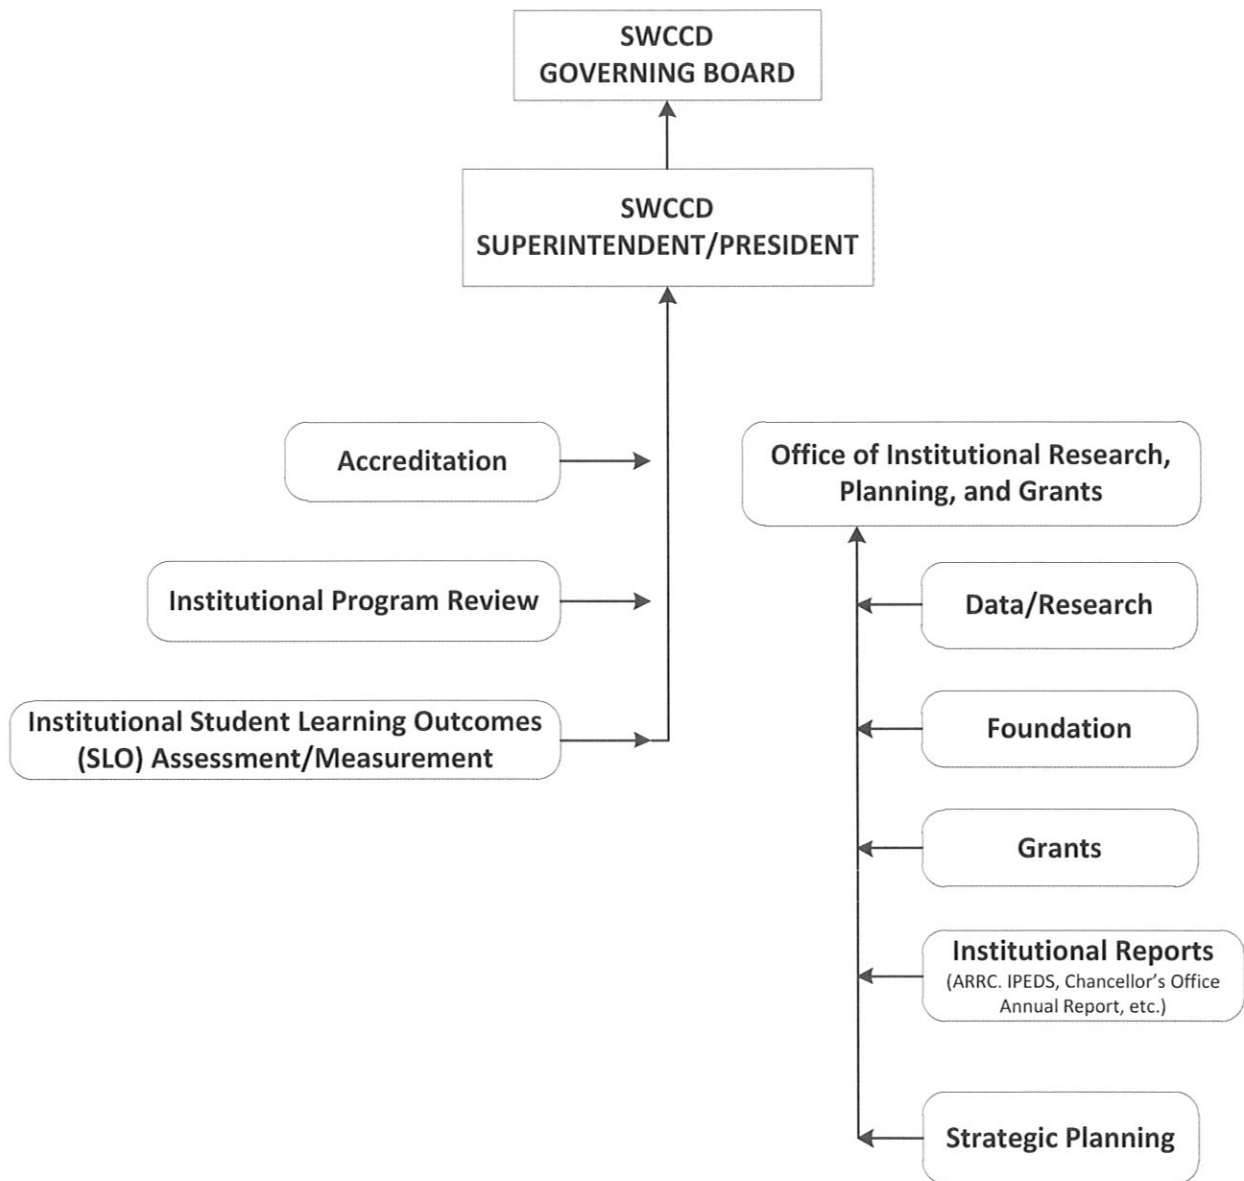 SWCCD
GOVERNING BOARD
SWCCD
SUPERINTENDENT/PRESIDENT
Accreditation
Institutional Program Review
Institutional Student Learning Outcomes
(SLO) Assessment/Measurement
Office of Institutional Research,
Planning, and Grants
Data/Research
Foundation
Grants
Institutional Reports
(ARRC. IPEDS, Chancellor's Office
Annual Report, etc.)
Strategic Planning